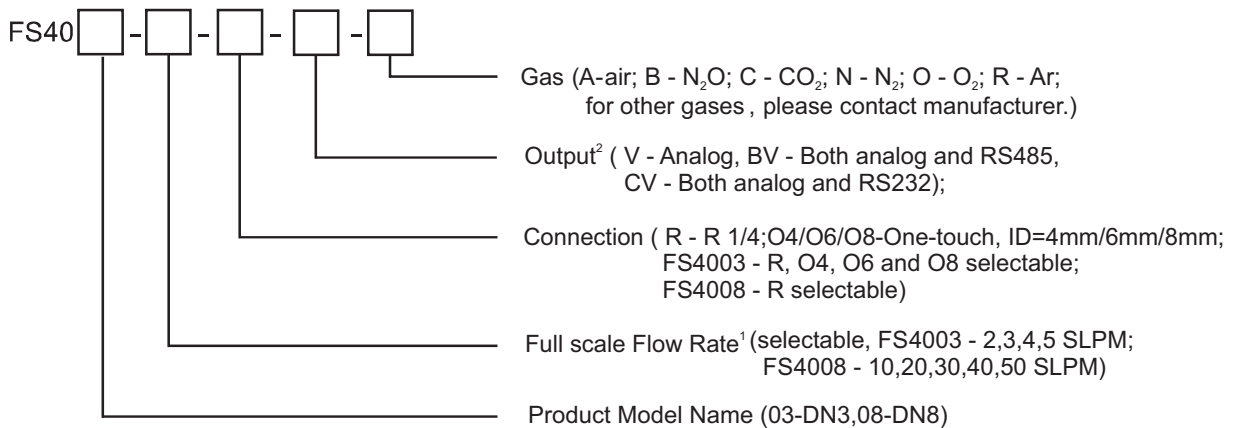 FS40 - - - -
Gas (A-air; B - N₂O; C - CO₂; N - N₂; O - O₂; R - Ar;
for other gases , please contact manufacturer.)
Output² ( V - Analog, BV - Both analog and RS485,
CV - Both analog and RS232);
Connection ( R - R 1/4;O4/O6/O8-One-touch, ID=4mm/6mm/8mm;
FS4003 - R, O4, O6 and O8 selectable;
FS4008 - R selectable)
Full scale Flow Rate¹ (selectable, FS4003 - 2,3,4,5 SLPM;
FS4008 - 10,20,30,40,50 SLPM)
Product Model Name (03-DN3,08-DN8)